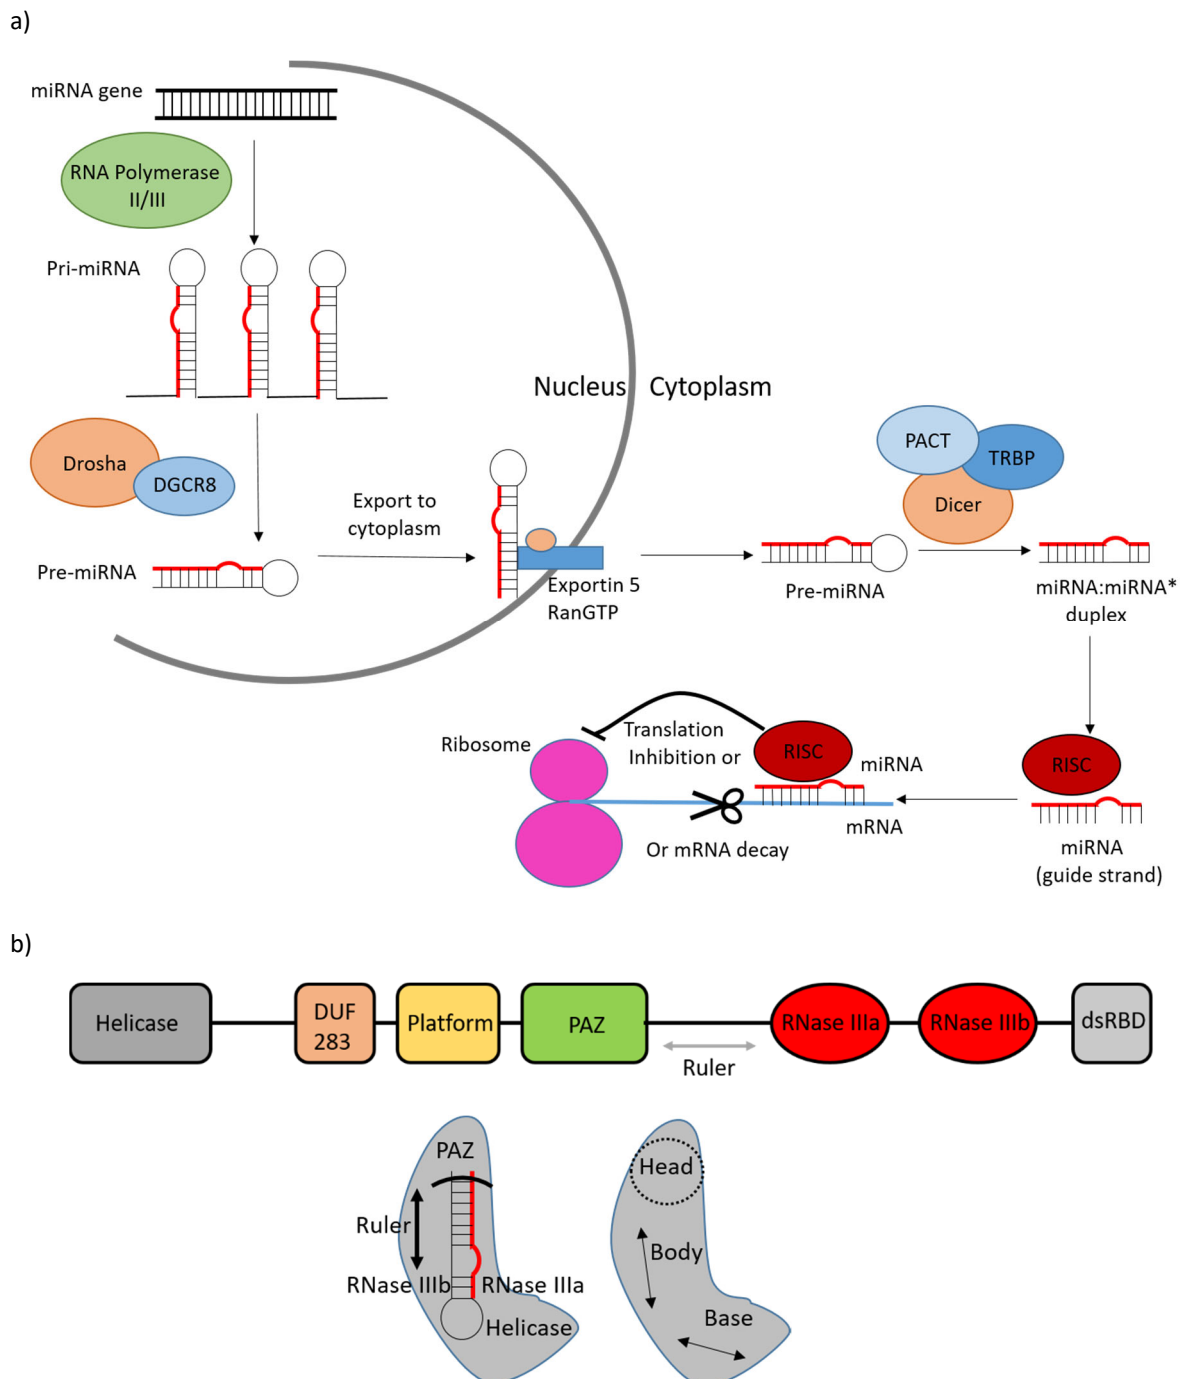 a)
miRNA gene
RNA Polymerase
II/III
Pri-miRNA
Nucleus
Cytoplasm
Drosha
DGCR8
Export to
cytoplasm
PACT
TRBP
Dicer
Pre-miRNA
Exportin 5
RanGTP
Pre-miRNA
miRNA:miRNA*
duplex
Ribosome
Translation
Inhibition or
RISC
miRNA
mRNA
Or mRNA decay
RISC
miRNA
(guide strand)
b)
Helicase
DUF
283
Platform
PAZ
Ruler
RNase IIIa
RNase IIIb
dsRBD
PAZ
Ruler
RNase IIIb
RNase IIIa
Helicase
Head
Body
Base